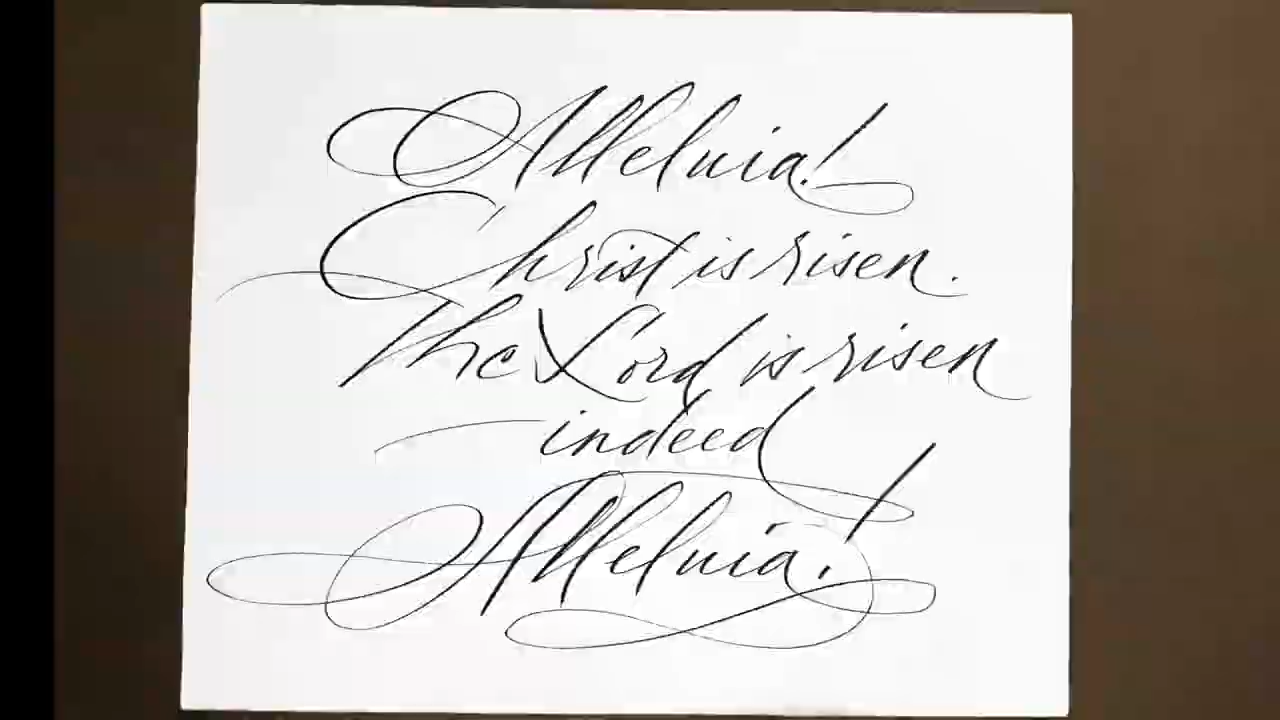 Alleluia!
Christ is risen.
The Lord is risen
indeed
Alleluia!